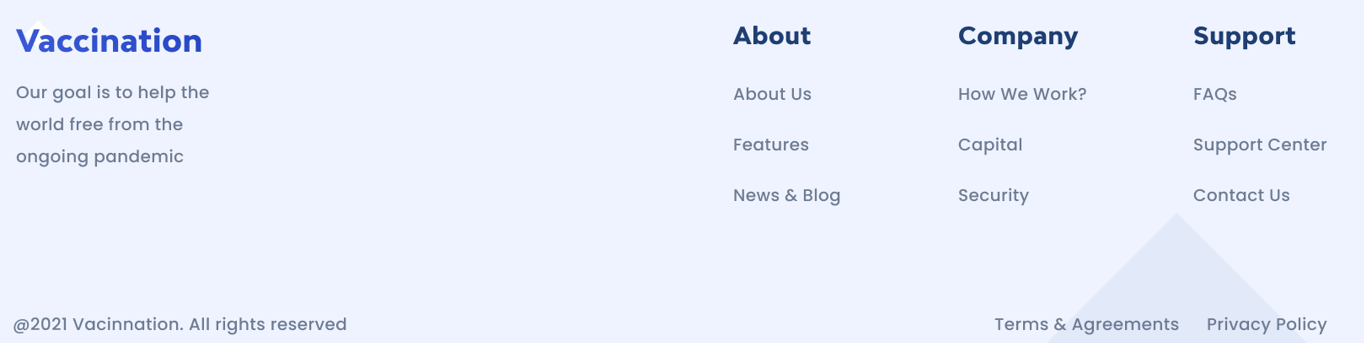 Vaccination
Our goal is to help the
world free from the
ongoing pandemic
About
About Us
Features
News & Blog
Company
How We Work?
Capital
Security
Support
FAQs
Support Center
Contact Us
@2021 Vacinnation. All rights reserved
Terms & Agreements
Privacy Policy